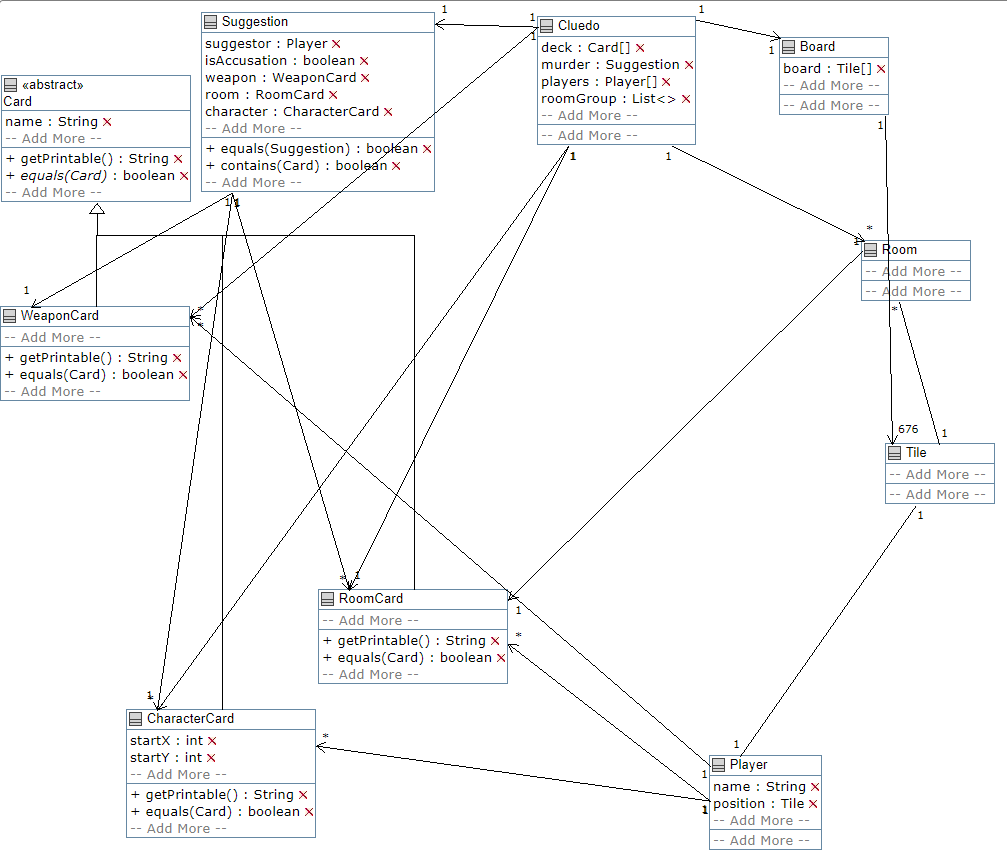 Suggestion
suggestor : Player X
isAccusation : boolean X
weapon : WeaponCard X
room : RoomCard X
character : CharacterCard X
-- Add More --
+ equals(Suggestion) : boolean X
+ contains(Card) : boolean X
-- Add More --
1
1
1
Cluedo
deck : Card[] X
murder : Suggestion X
players : Player[] X
roomGroup : List<> X
-- Add More --
-- Add More --
1
1
Board
board : Tile[] X
-- Add More --
-- Add More --
1
«abstract»
Card
name : String X
-- Add More --
+ getPrintable() : String X
+ equals(Card) : boolean X
-- Add More --
1
1
1
1
*
1
Room
-- Add More --
-- Add More --
*
1
WeaponCard
-- Add More --
+ getPrintable() : String X
+ equals(Card) : boolean X
-- Add More --
*
*
676
1
Tile
-- Add More --
-- Add More --
1
*
1
RoomCard
-- Add More --
+ getPrintable() : String X
+ equals(Card) : boolean X
-- Add More --
1
*
1
CharacterCard
startX : int X
startY : int X
-- Add More --
+ getPrintable() : String X
+ equals(Card) : boolean X
-- Add More --
*
1
Player
name : String X
position : Tile X
-- Add More --
-- Add More --
1
1